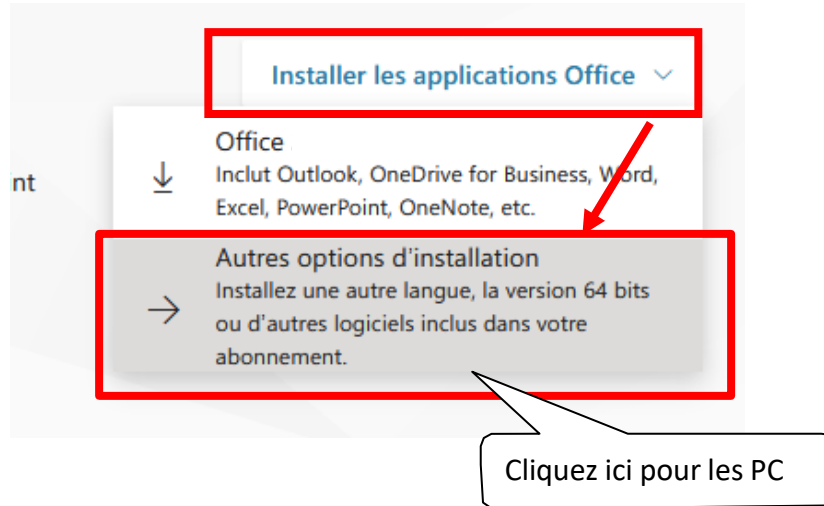 Installer les applications Office
Office
Inclut Outlook, OneDrive for Business, Word,
Excel, PowerPoint, OneNote, etc.
nt
Autres options d'installation
Installez une autre langue, la version 64 bits
ou d'autres logiciels inclus dans votre
abonnement.
Cliquez ici pour les PC